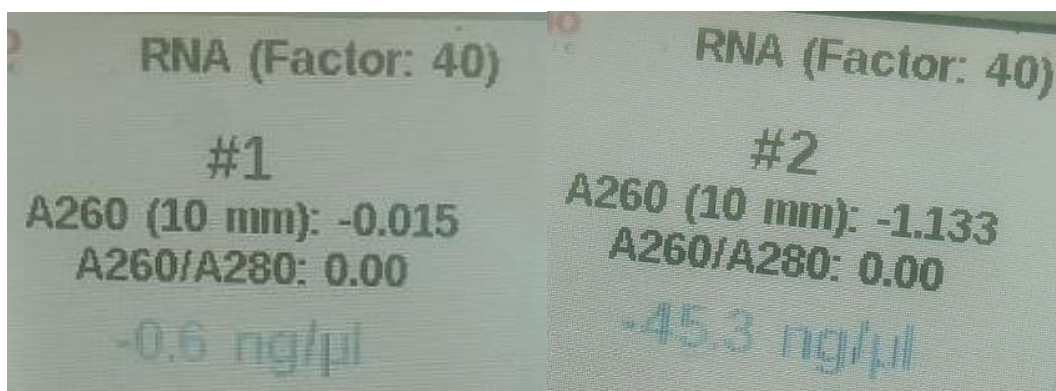 RNA (Factor: 40)
#1
A260 (10 mm): -0.015
A260/A280: 0.00
-0.6 ng/µl
RNA (Factor: 40)
#2
A260 (10 mm): -1.133
A260/A280: 0.00
-45.3 ng/µl